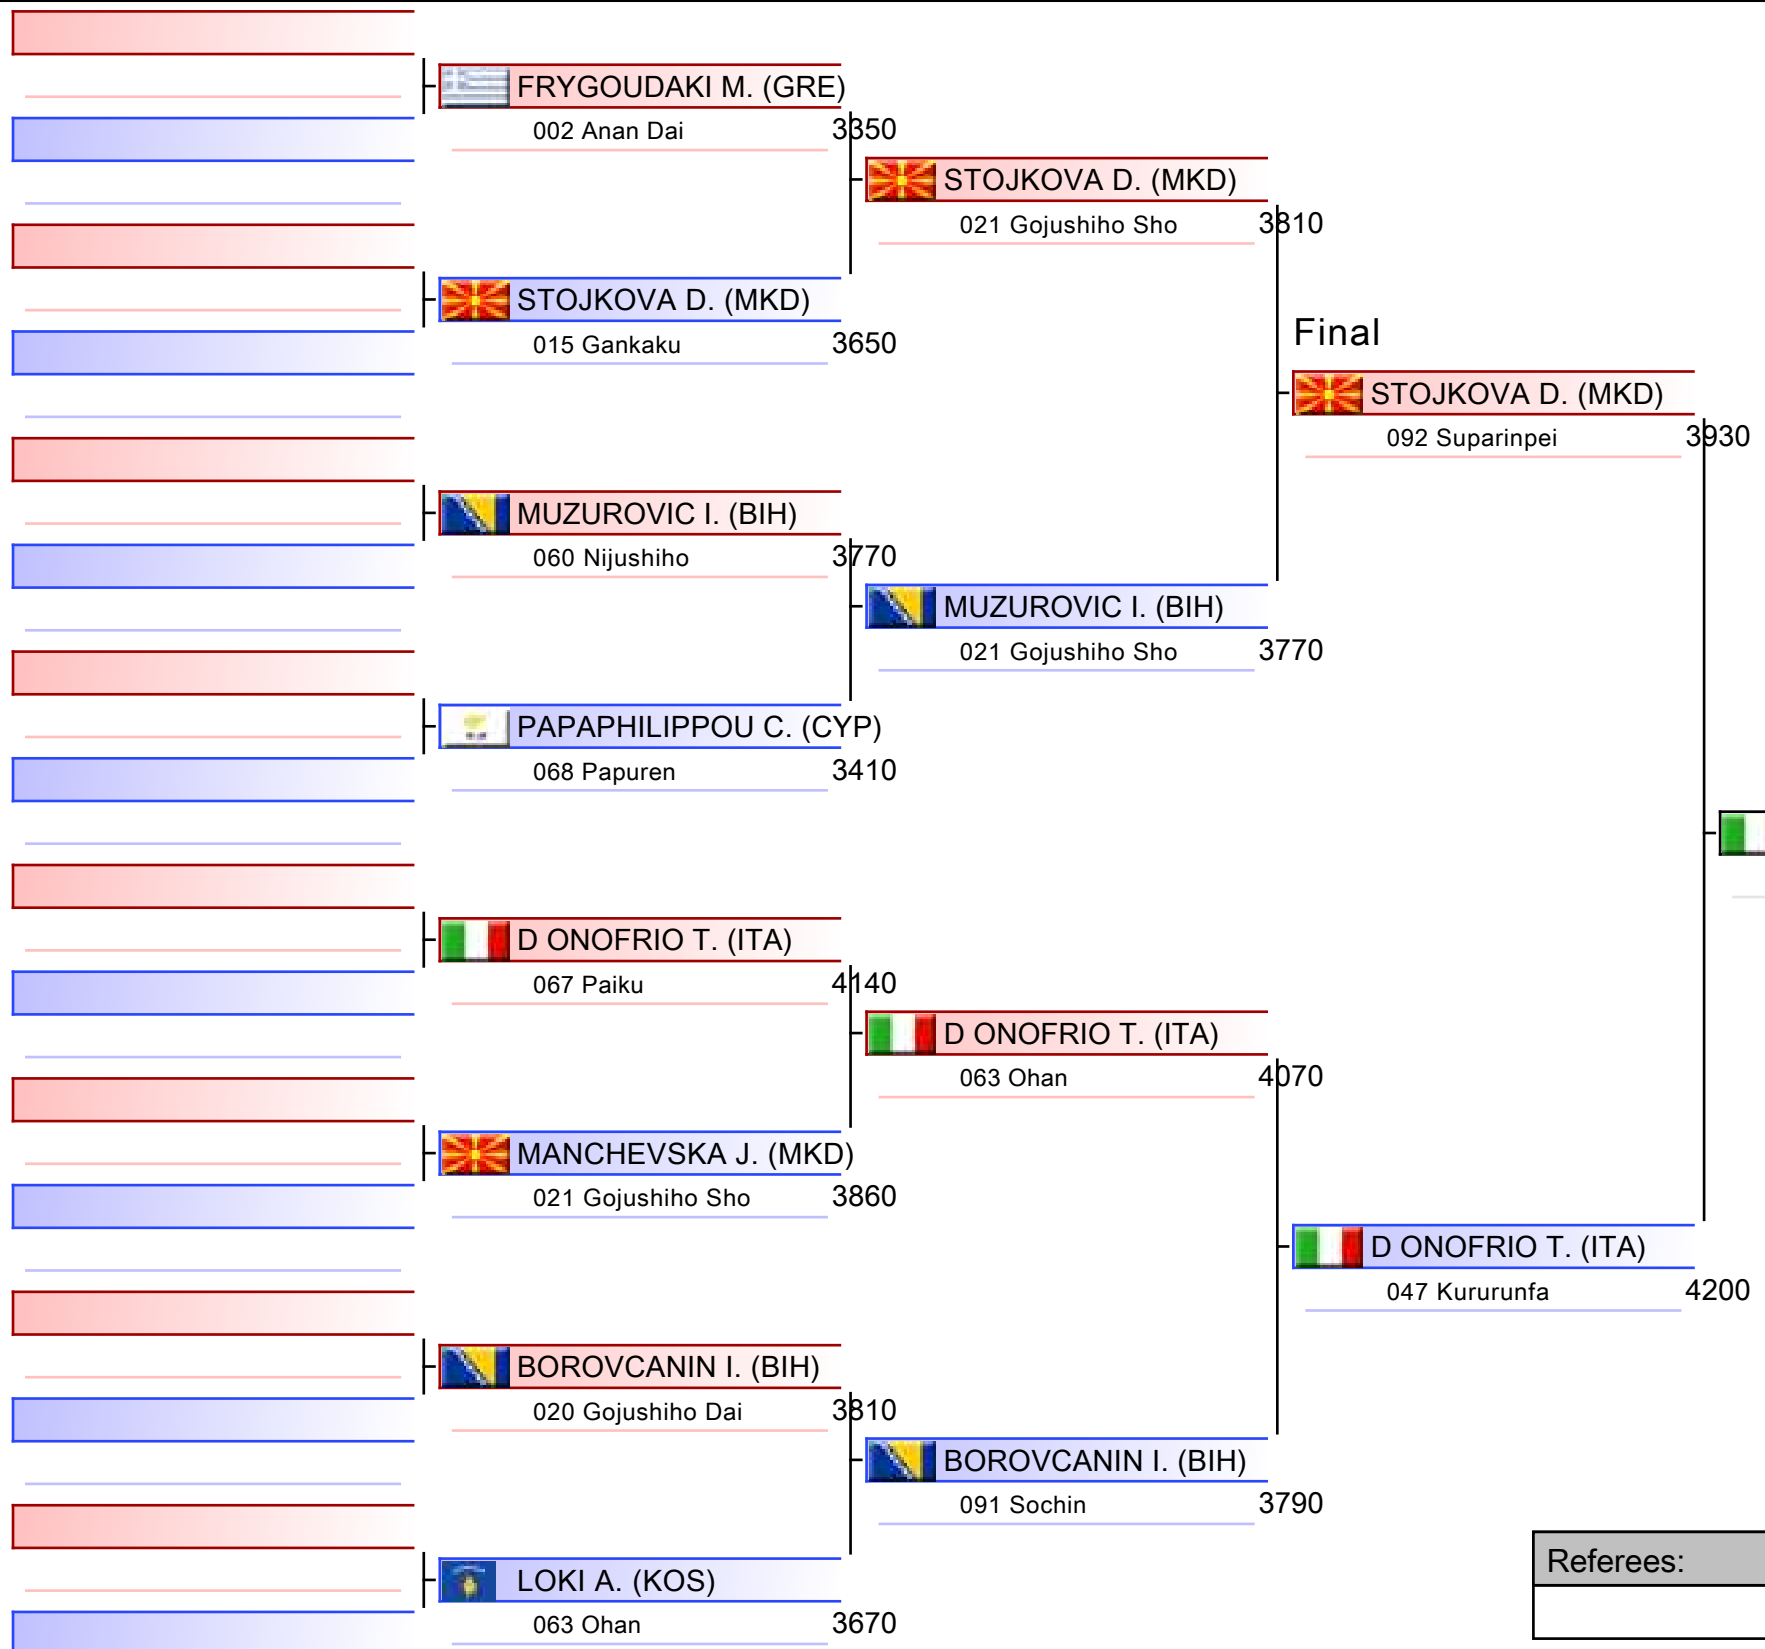 FRYGOUDAKI M. (GRE)
002 Anan Dai 3350
STOJKOVA D. (MKD)
015 Gankaku 3650
MUZUROVIC I. (BIH)
060 Nijushiho 3770
PAPAPHILIPPOU C. (CYP)
068 Papuren 3410
D ONOFRIO T. (ITA)
067 Paiku 4140
MANCHEVSKA J. (MKD)
021 Gojushiho Sho 3860
BOROVCANIN I. (BIH)
020 Gojushiho Dai 3810
LOKI A. (KOS)
063 Ohan 3670
STOJKOVA D. (MKD)
021 Gojushiho Sho 3810
MUZUROVIC I. (BIH)
021 Gojushiho Sho 3770
D ONOFRIO T. (ITA)
063 Ohan 4070
BOROVCANIN I. (BIH)
091 Sochin 3790
Final
STOJKOVA D. (MKD)
092 Suparinpei 3930
D ONOFRIO T. (ITA)
047 Kururunfa 4200
Referees: